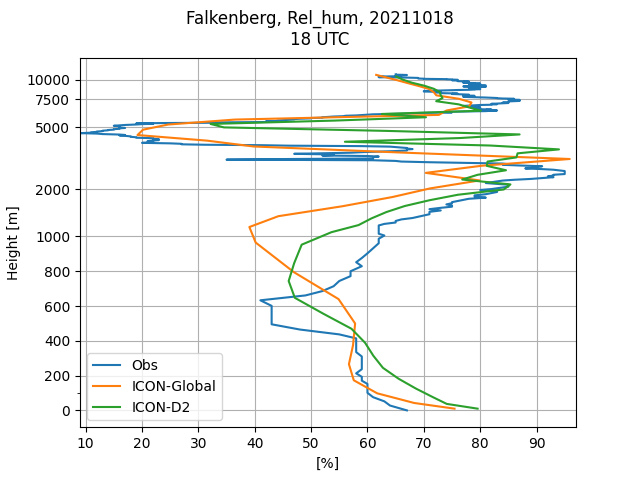 Falkenberg, Rel_hum, 20211018
18 UTC
10000
7500
5000
2000
1000
800
600
400
200
0
Height [m]
Obs
ICON-Global
ICON-D2
10 20 30 40 50 60 70 80 90
[%]